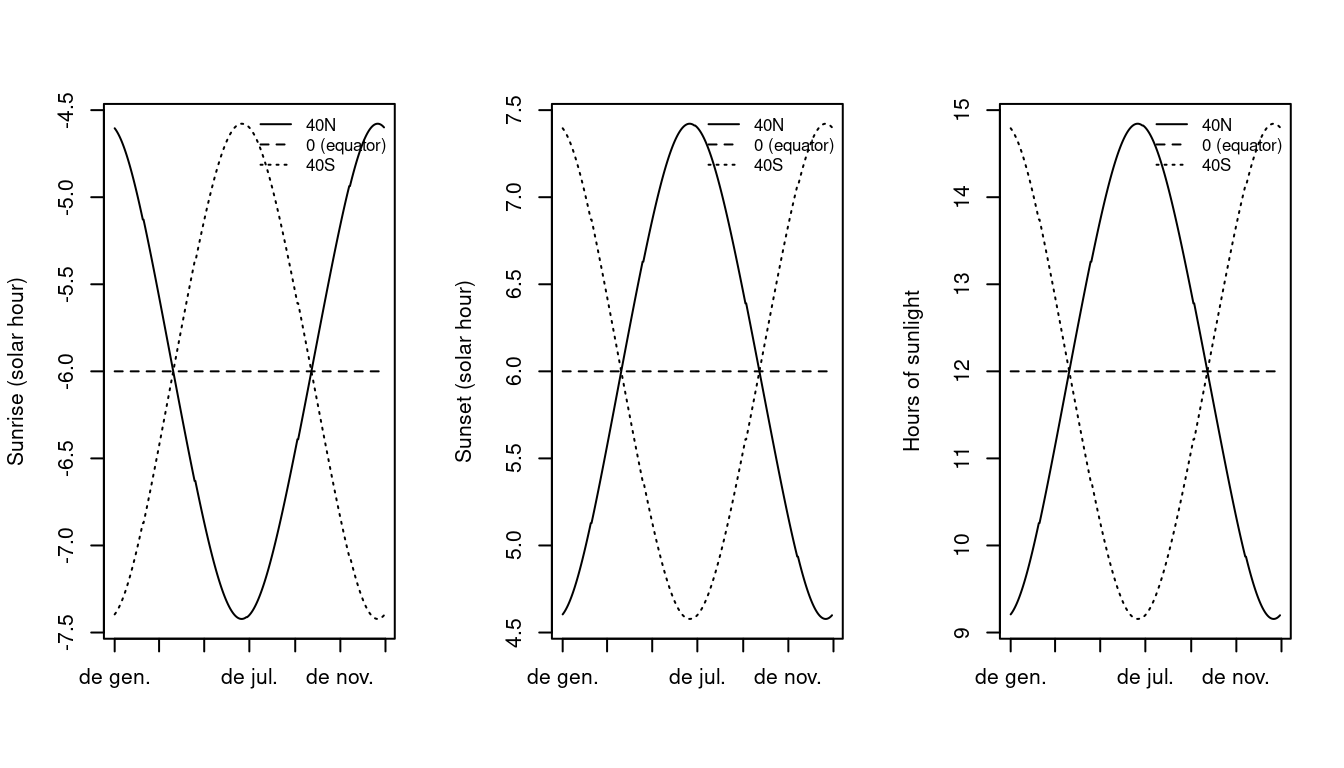 Sunrise (solar hour)
-4.5
-5.0
-5.5
-6.0
-6.5
-7.0
-7.5
40N
0 (equator)
40S
de gen.
de jul.
de nov.
Sunset (solar hour)
7.5
7.0
6.5
6.0
5.5
5.0
4.5
40N
0 (equator)
40S
de gen.
de jul.
de nov.
Hours of sunlight
15
14
13
12
11
10
9
40N
0 (equator)
40S
de gen.
de jul.
de nov.